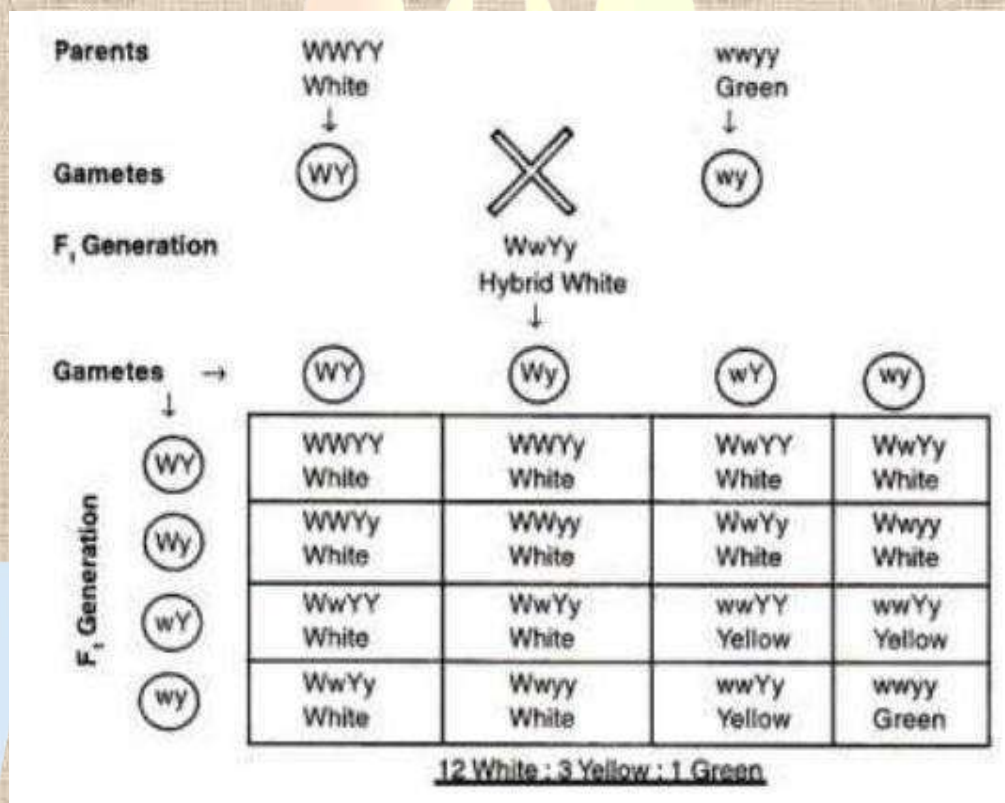 Parents WWYY wwyy
White Green
↓ ↓
Gametes WY wy
F₁ Generation WwYy
Hybrid White
↓
Gametes → WY Wy wY wy
↓
F₁ Generation
WY WWYY WWYy WwYY WwYy
White White White White
Wy WWYy WWyy WwYy Wwyy
White White White White
wY WwYY WwYy wwYY wwYy
White White Yellow Yellow
wy WwYy Wwyy wwYy wwyy
White White Yellow Green
12 White : 3 Yellow : 1 Green